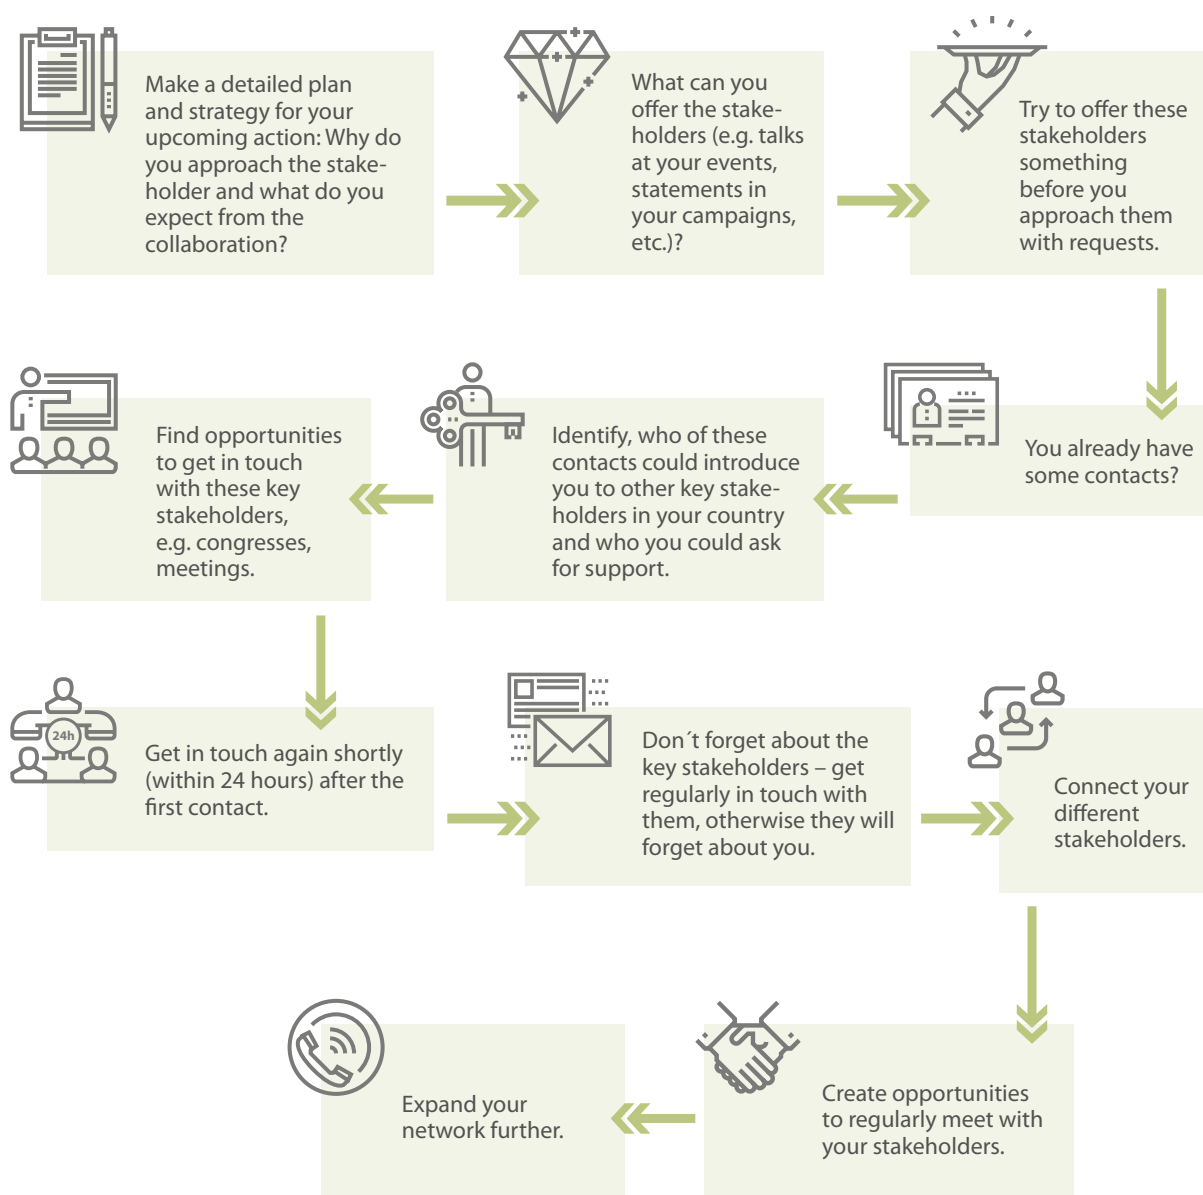 Make a detailed plan
and strategy for your
upcoming action: Why do
you approach the stake-
holder and what do you
expect from the
collaboration?
What can you
offer the stake-
holders (e.g. talks
at your events,
statements in
your campaigns,
etc.)?
Try to offer these
stakeholders
something
before you
approach them
with requests.
You already have
some contacts?
Identify, who of these
contacts could introduce
you to other key stake-
holders in your country
and who you could ask
for support.
Find opportunities
to get in touch
with these key
stakeholders,
e.g. congresses,
meetings.
24h
Get in touch again shortly
(within 24 hours) after the
first contact.
Don´t forget about the
key stakeholders – get
regularly in touch with
them, otherwise they will
forget about you.
Connect your
different
stakeholders.
Create opportunities
to regularly meet with
your stakeholders.
Expand your
network further.